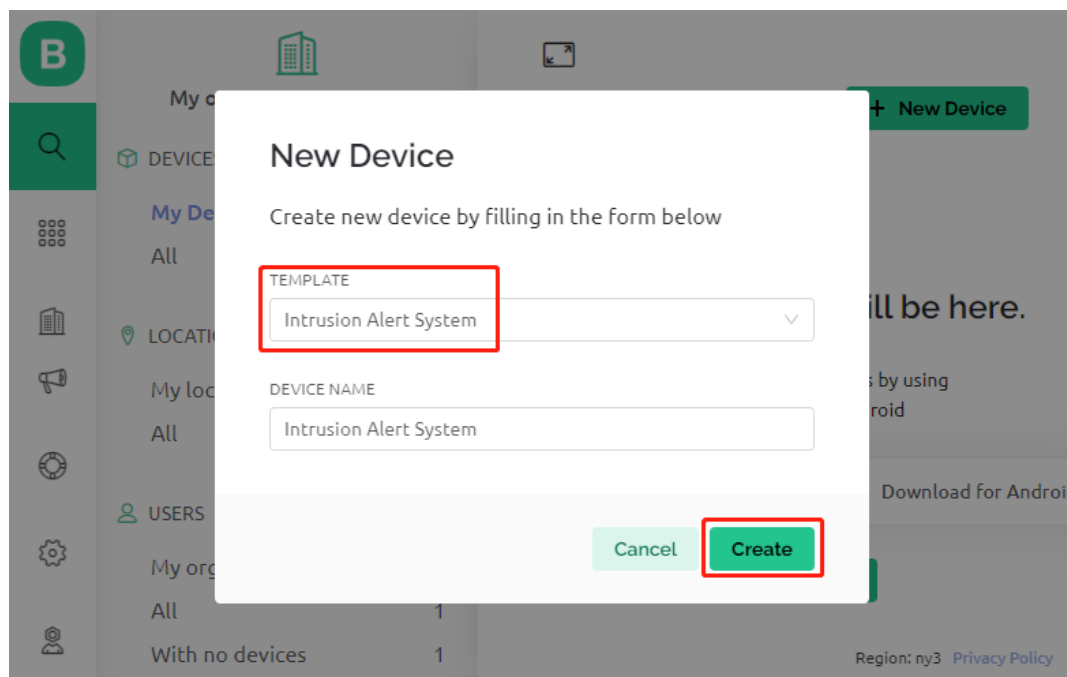 B
My o
+ New Device
DEVICE
New Device
My De
Create new device by filling in the form below
All
TEMPLATE
Intrusion Alert System
ill be here.
LOCATI
My loc
DEVICE NAME
s by using
roid
All
Intrusion Alert System
Download for Androi
USERS
Cancel
Create
My org
All 1
With no devices 1
Region: ny3 Privacy Policy